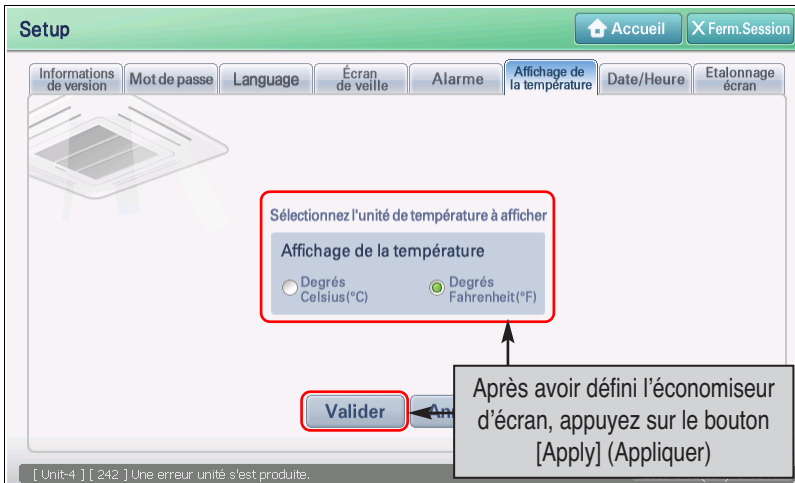 Setup
Accueil
X Ferm.Session
Informations
de version
Mot de passe
Language
Écran
de veille
Alarme
Affichage de
la température
Date/Heure
Etalonnage
écran
Sélectionnez l'unité de température à afficher
Affichage de la température
Degrés
Celsius(°C)
Degrés
Fahrenheit(°F)
Valider
Après avoir défini l’économiseur
d’écran, appuyez sur le bouton
[Apply] (Appliquer)
[ Unit-4 ] [ 242 ] Une erreur unité s'est produite.